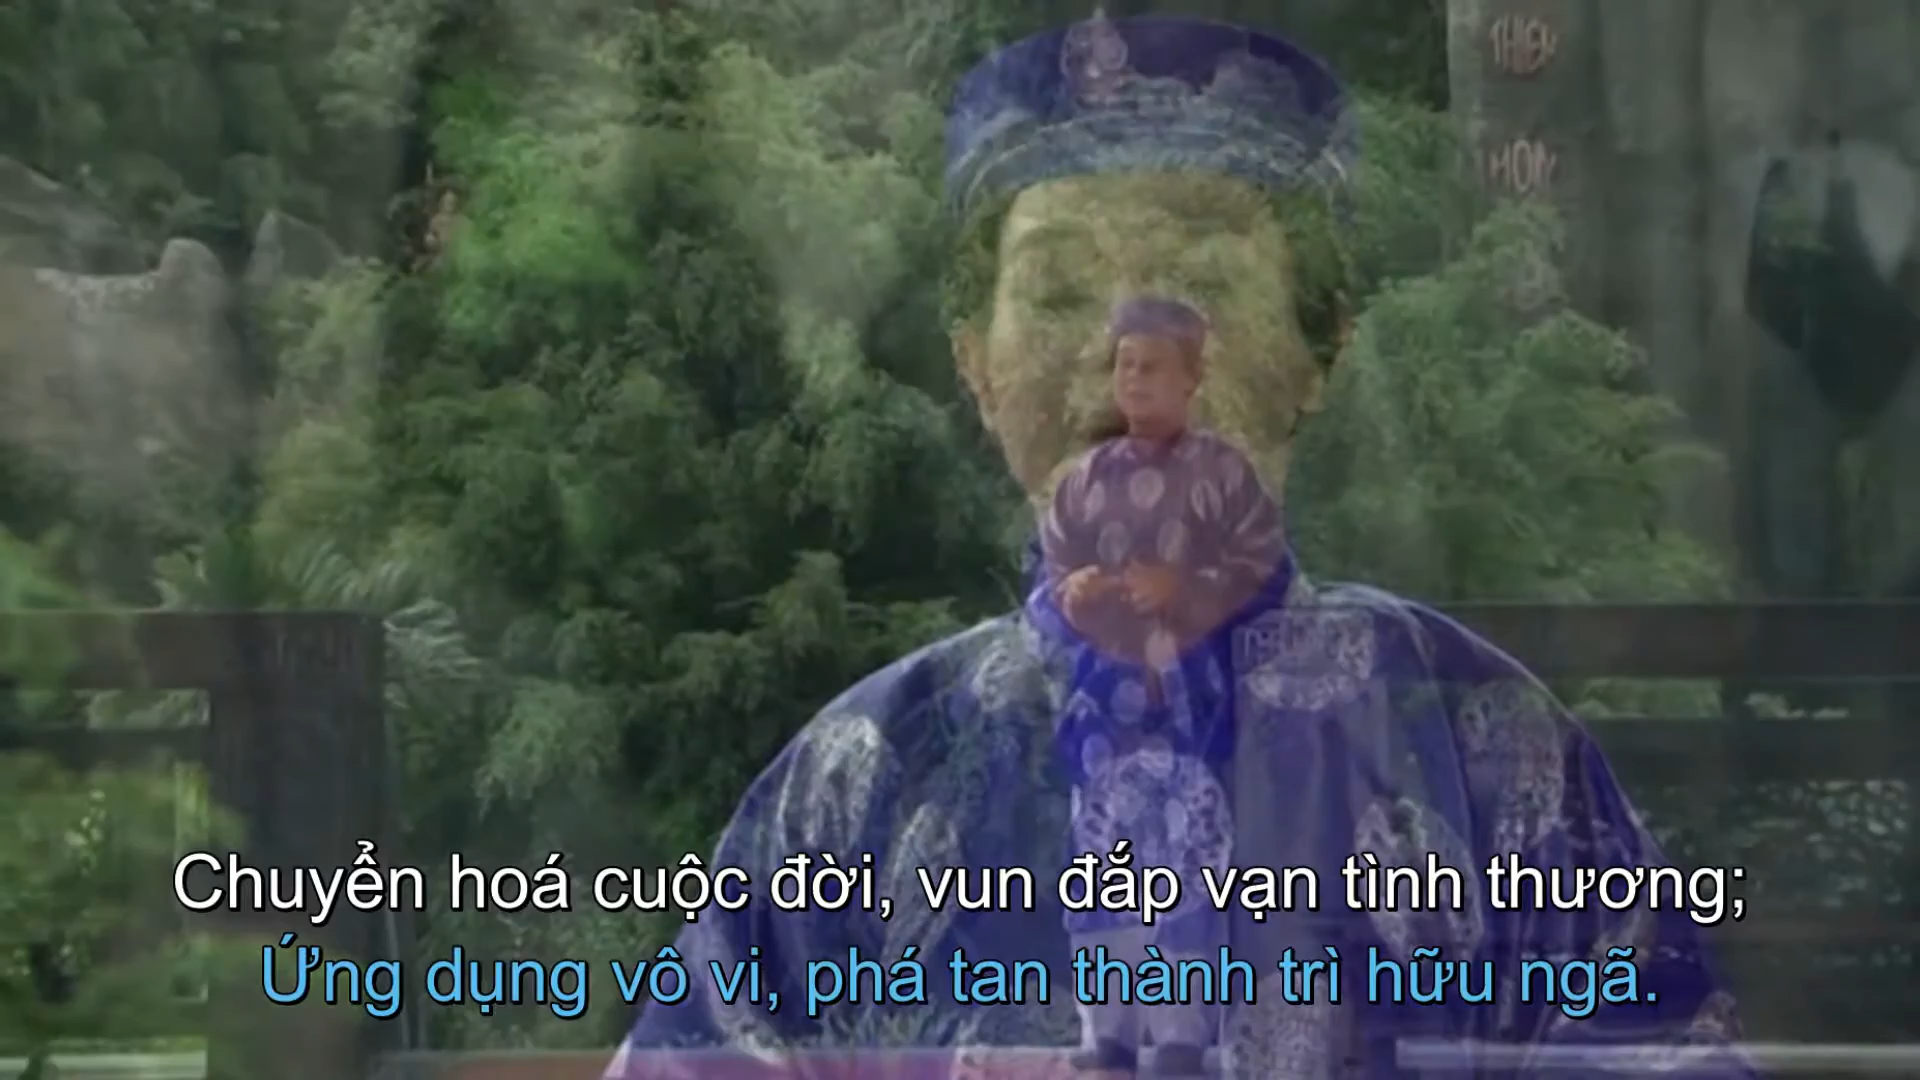 THIEN
Chuyển hoá cuộc đời, vun đắp vạn tình thương;
Ứng dụng vô vi, phá tan thành trì hữu ngã.